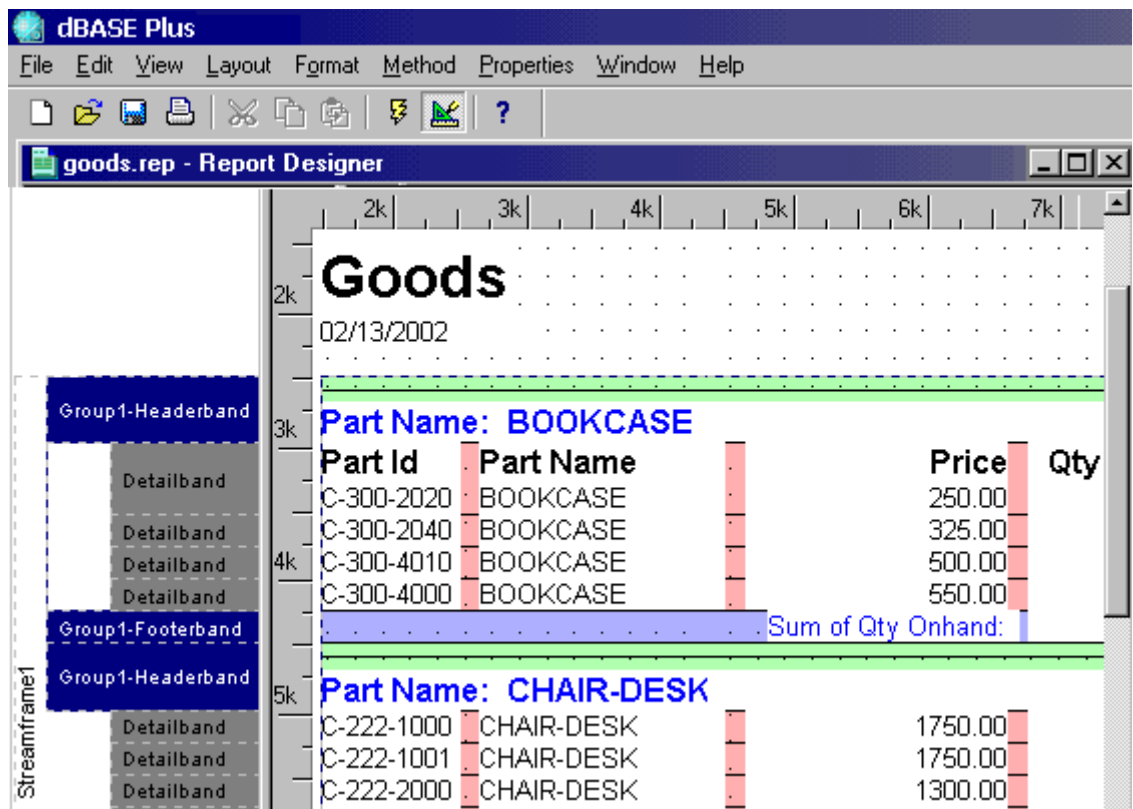 dBASE Plus
File Edit View Layout Format Method Properties Window Help
?
goods.rep - Report Designer
2k 3k 4k 5k 6k 7k
Goods
2k
02/13/2002
Group1-Headerband
Part Name: BOOKCASE
3k
Part Id Part Name Price Qty
Detailband
C-300-2020 BOOKCASE 250.00
Detailband
C-300-2040 BOOKCASE 325.00
Detailband
4k
C-300-4010 BOOKCASE 500.00
Detailband
C-300-4000 BOOKCASE 550.00
Group1-Footerband
Sum of Qty Onhand:
Group1-Headerband
5k
Part Name: CHAIR-DESK
Detailband
C-222-1000 CHAIR-DESK 1750.00
Detailband
C-222-1001 CHAIR-DESK 1750.00
Detailband
C-222-2000 CHAIR-DESK 1300.00
Streamframe1